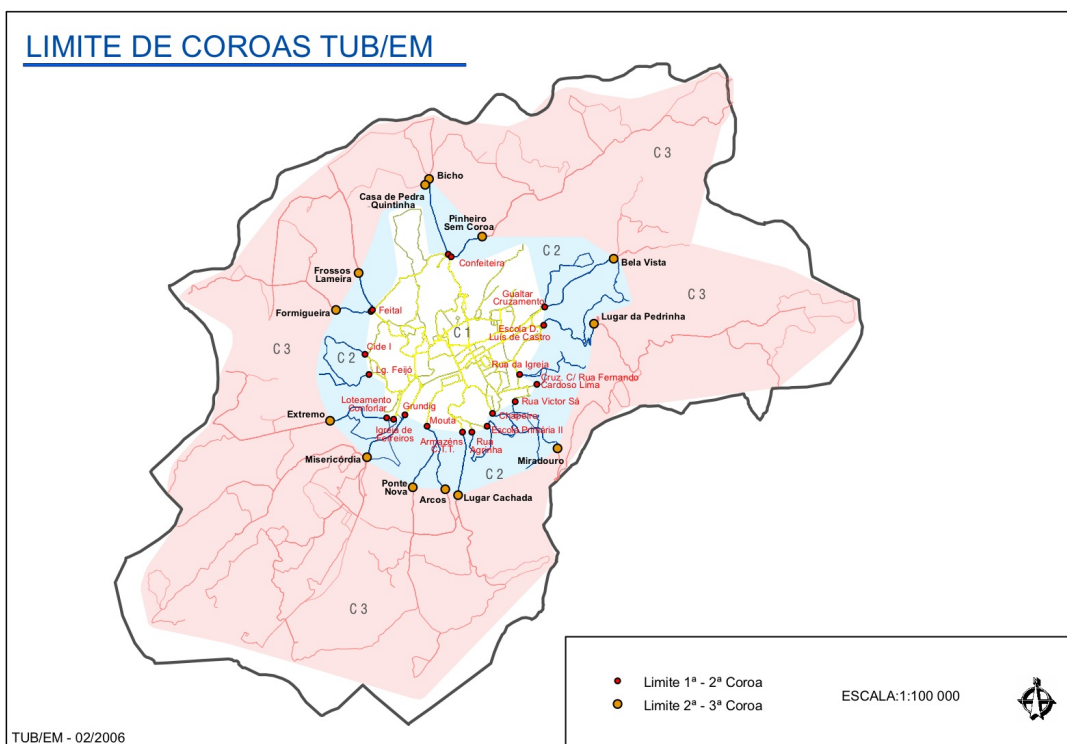 LIMITE DE COROAS TUB/EM
C 3
Bicho
Casa de Pedra
Quintinha
Pinheiro
Sem Coroa
C 2
Confeiteira
Bela Vista
Frossos
Lameira
Gualtar
Cruzamento
C 3
Formigueira
Feital
Lugar da Pedrinha
C 1
Escola D.
Luis de Castro
C 3
C 2
Cide I
Rua da Igreja
Lg. Feijó
Cruz. C/ Rua Fernando
Cardoso Lima
Loteamento
Conforlar
Grundig
Rua Victor Sá
Extremo
Mouta
Chapeiro
Igreja de
Ferreiros
Escola Primária II
Armazéns
C.T.T.
Rua
Agrinha
Misericórdia
Miradouro
C 2
Ponte
Nova
Arcos
Lugar Cachada
C 3
Limite 1ª - 2ª Coroa
Limite 2ª - 3ª Coroa
ESCALA:1:100 000
TUB/EM - 02/2006